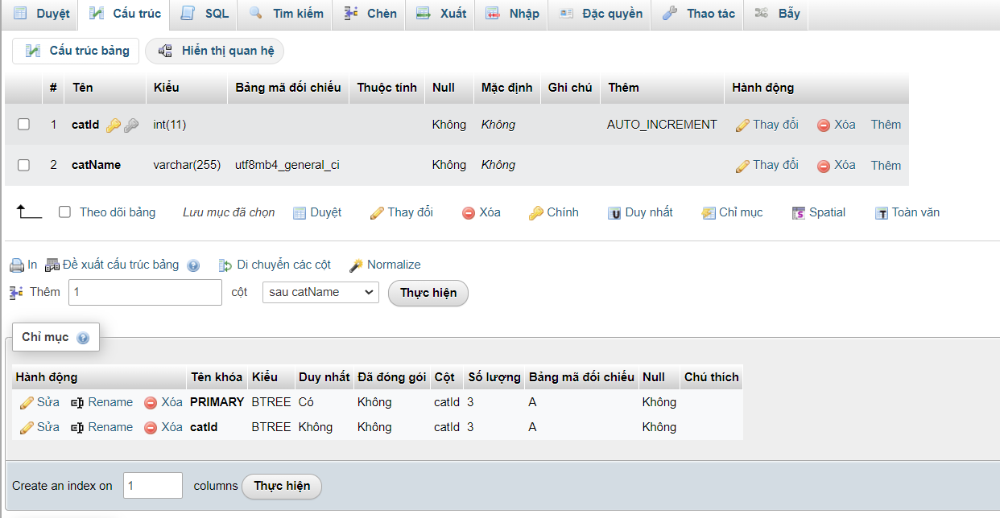 Duyệt Cấu trúc SQL Tìm kiếm Chèn Xuất Nhập Đặc quyền Thao tác Bẫy
Cấu trúc bảng Hiển thị quan hệ
# Tên Kiểu Bảng mã đối chiếu Thuộc tính Null Mặc định Ghi chú Thêm Hành động
1 catId int(11) Không Không AUTO_INCREMENT Thay đổi Xóa Thêm
2 catName varchar(255) utf8mb4_general_ci Không Không Thay đổi Xóa Thêm
Theo dõi bảng Lưu mục đã chọn Duyệt Thay đổi Xóa Chính Duy nhất Chỉ mục Spatial Toàn văn
In Đề xuất cấu trúc bảng Di chuyển các cột Normalize
Thêm 1 cột sau catName Thực hiện
Chỉ mục
Hành động Tên khóa Kiểu Duy nhất Đã đóng gói Cột Số lượng Bảng mã đối chiếu Null Chú thích
Sửa Rename Xóa PRIMARY BTREE Có Không catId 3 A Không
Sửa Rename Xóa catId BTREE Không Không catId 3 A Không
Create an index on 1 columns Thực hiện